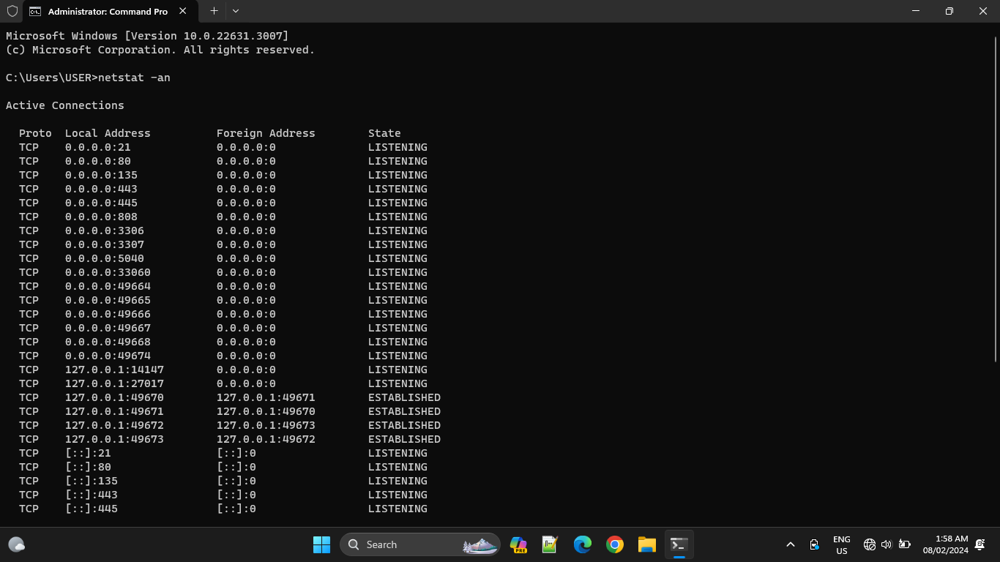 Administrator: Command Pro
Microsoft Windows [Version 10.0.22631.3007]
(c) Microsoft Corporation. All rights reserved.
C:\Users\USER>netstat -an
Active Connections
Proto Local Address Foreign Address State
TCP 0.0.0.0:21 0.0.0.0:0 LISTENING
TCP 0.0.0.0:80 0.0.0.0:0 LISTENING
TCP 0.0.0.0:135 0.0.0.0:0 LISTENING
TCP 0.0.0.0:443 0.0.0.0:0 LISTENING
TCP 0.0.0.0:445 0.0.0.0:0 LISTENING
TCP 0.0.0.0:808 0.0.0.0:0 LISTENING
TCP 0.0.0.0:3306 0.0.0.0:0 LISTENING
TCP 0.0.0.0:3307 0.0.0.0:0 LISTENING
TCP 0.0.0.0:5040 0.0.0.0:0 LISTENING
TCP 0.0.0.0:33060 0.0.0.0:0 LISTENING
TCP 0.0.0.0:49664 0.0.0.0:0 LISTENING
TCP 0.0.0.0:49665 0.0.0.0:0 LISTENING
TCP 0.0.0.0:49666 0.0.0.0:0 LISTENING
TCP 0.0.0.0:49667 0.0.0.0:0 LISTENING
TCP 0.0.0.0:49668 0.0.0.0:0 LISTENING
TCP 0.0.0.0:49674 0.0.0.0:0 LISTENING
TCP 127.0.0.1:14147 0.0.0.0:0 LISTENING
TCP 127.0.0.1:27017 0.0.0.0:0 LISTENING
TCP 127.0.0.1:49670 127.0.0.1:49671 ESTABLISHED
TCP 127.0.0.1:49671 127.0.0.1:49670 ESTABLISHED
TCP 127.0.0.1:49672 127.0.0.1:49673 ESTABLISHED
TCP 127.0.0.1:49673 127.0.0.1:49672 ESTABLISHED
TCP [::]:21 [::]:0 LISTENING
TCP [::]:80 [::]:0 LISTENING
TCP [::]:135 [::]:0 LISTENING
TCP [::]:443 [::]:0 LISTENING
TCP [::]:445 [::]:0 LISTENING
Search
PRE
ENG
US
1:58 AM
08/02/2024